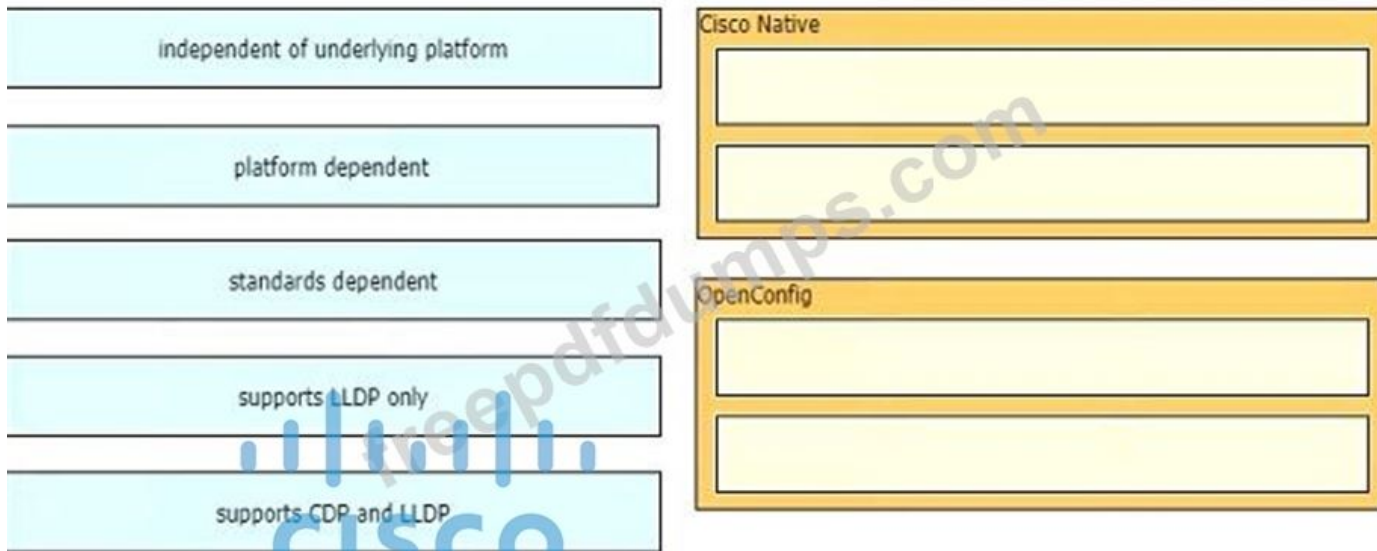 independent of underlying platform
platform dependent
standards dependent
supports LLDP only
supports CDP and LLDP
Cisco Native
OpenConfig
freepdfdumps.com
CISCO